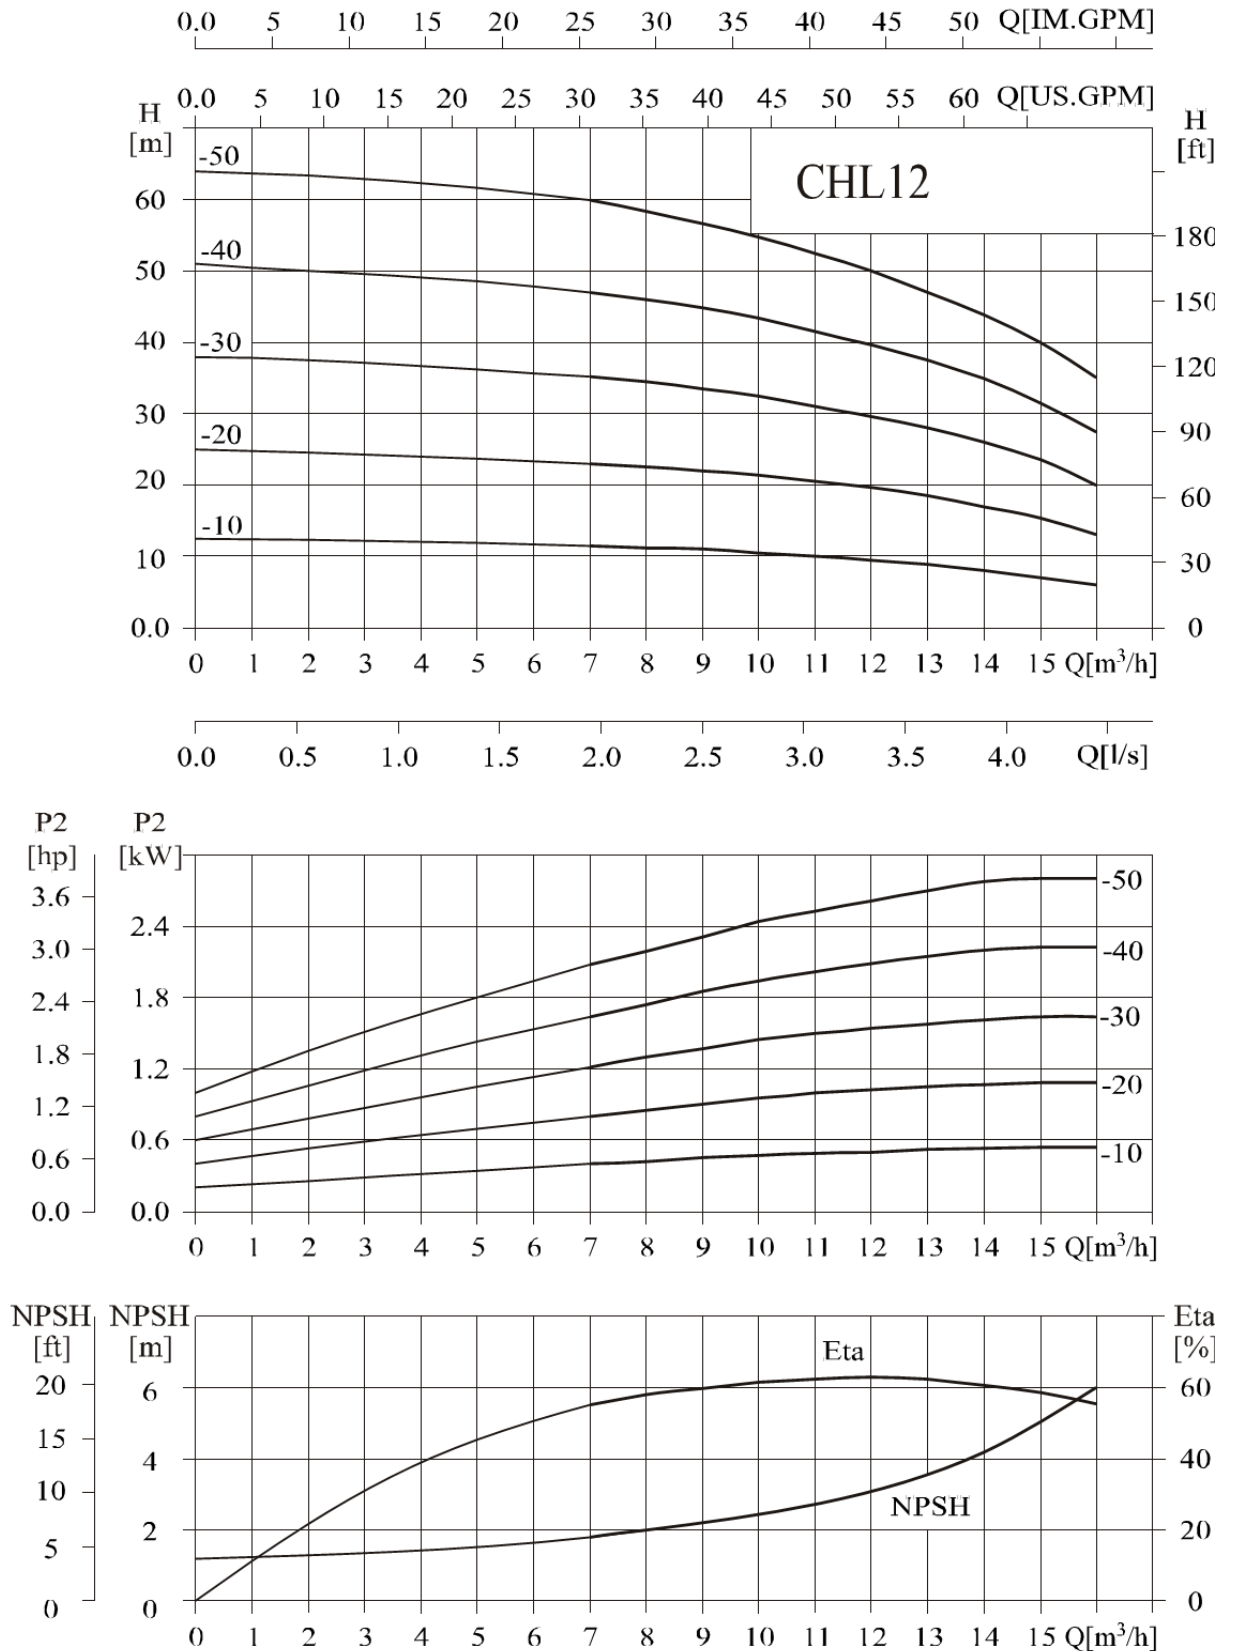 0.0 5 10 15 20 25 30 35 40 45 50 Q[IM.GPM]
0.0 5 10 15 20 25 30 35 40 45 50 55 60 Q[US.GPM]
H
[m]
H
[ft]
CHL12
-50
60
180
-40
50
150
40
-30
120
30
90
-20
20
60
-10
10
30
0.0
0
0 1 2 3 4 5 6 7 8 9 10 11 12 13 14 15 Q[m³/h]
0.0 0.5 1.0 1.5 2.0 2.5 3.0 3.5 4.0 Q[l/s]
P2 P2
[hp] [kW]
3.6
-50
2.4
3.0
-40
2.4
1.8
-30
1.8
1.2
-20
1.2
0.6
-10
0.6
0.0 0.0
0 1 2 3 4 5 6 7 8 9 10 11 12 13 14 15 Q[m³/h]
NPSH NPSH Eta
[ft] [m] [%]
Eta
20 6 60
15 4 40
10
NPSH
2 20
5
0 0 0
0 1 2 3 4 5 6 7 8 9 10 11 12 13 14 15 Q[m³/h]